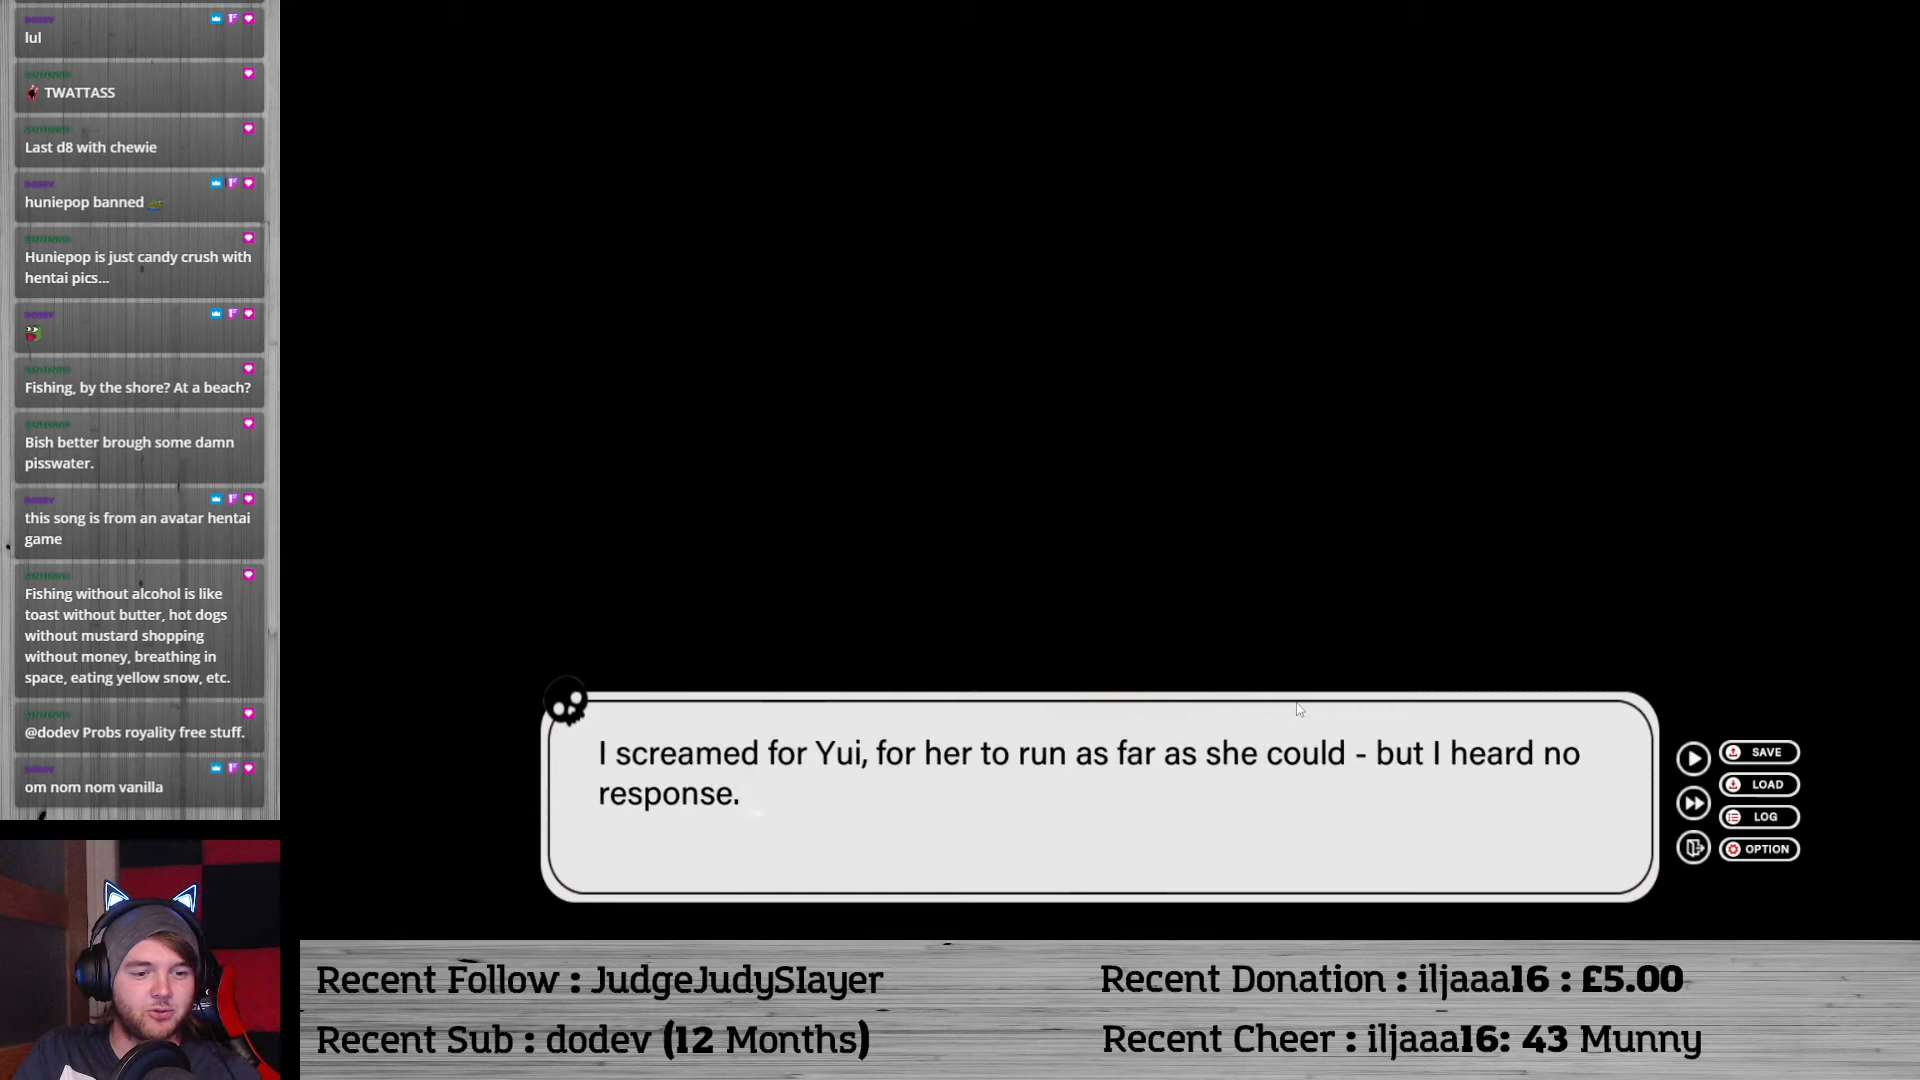 DODEV
lul
TWATTASS
Last d8 with chewie
DODEV
huniepop banned
Huniepop is just candy crush with
hentai pics...
DODEV
Fishing, by the shore? At a beach?
Bish better brough some damn
pisswater.
DODEV
this song is from an avatar hentai
game
Fishing without alcohol is like
toast without butter, hot dogs
without mustard shopping
without money, breathing in
space, eating yellow snow, etc.
@dodev Probs royality free stuff.
DODEV
om nom nom vanilla
I screamed for Yui, for her to run as far as she could - but I heard no
response.
SAVE
LOAD
LOG
OPTION
Recent Follow : JudgeJudySlayer
Recent Donation : iljaaa16 : £5.00
Recent Sub : dodev (12 Months)
Recent Cheer : iljaaa16: 43 Munny